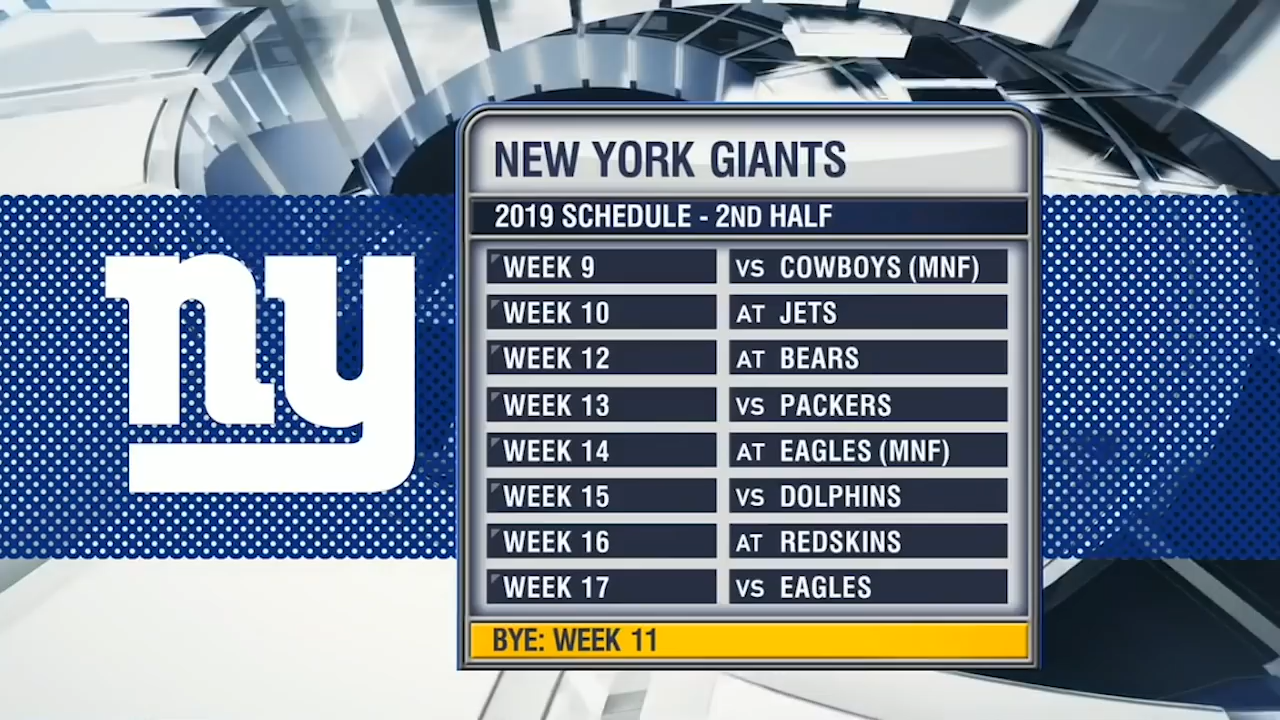 NEW YORK GIANTS
2019 SCHEDULE - 2ND HALF
WEEK 9 VS COWBOYS (MNF)
WEEK 10 AT JETS
WEEK 12 AT BEARS
WEEK 13 VS PACKERS
WEEK 14 AT EAGLES (MNF)
WEEK 15 VS DOLPHINS
WEEK 16 AT REDSKINS
WEEK 17 VS EAGLES
BYE: WEEK 11
ny